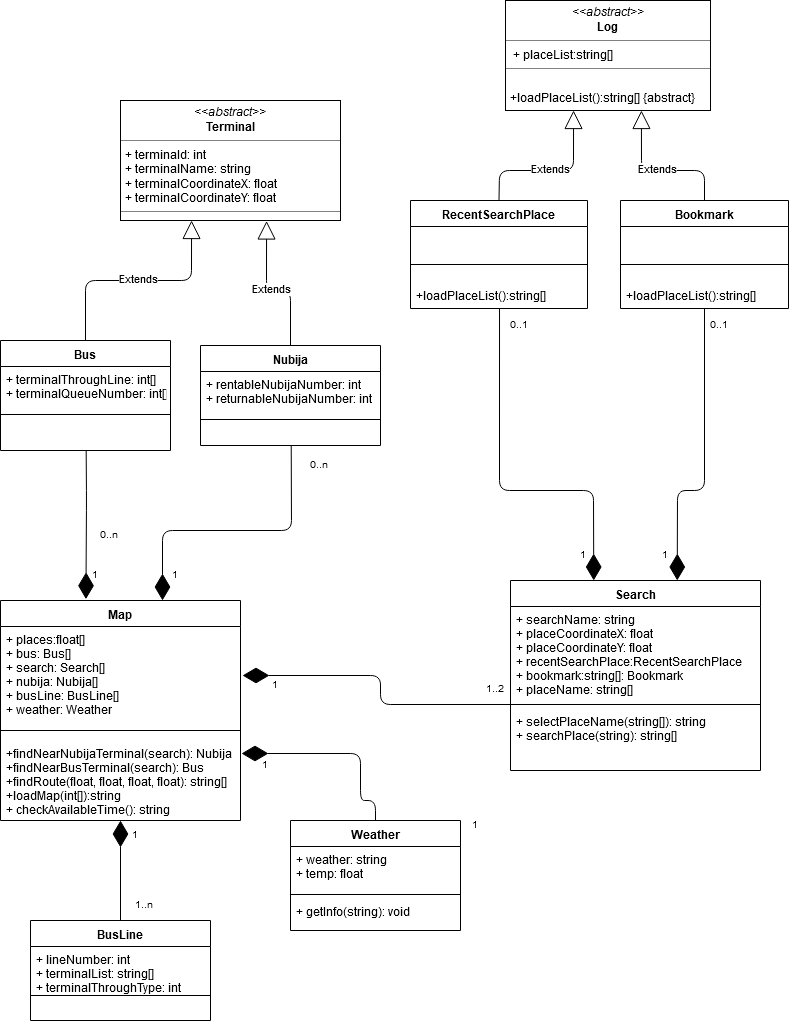 <<abstract>>
Log
+ placeList:string[]
+loadPlaceList():string[] {abstract}
<<abstract>>
Terminal
+ terminald: int
+ terminalName: string
+ terminalCoordinateX: float
+ terminalCoordinateY: float
Extends
Extends
RecentSearchPlace
+loadPlaceList():string[]
Bookmark
+loadPlaceList():string[]
Extends
Extends
0..1
0..1
Bus
+ terminalThroughLine: int[]
+ terminalQueueNumber: int[]
Nubija
+ rentableNubijaNumber: int
+ returnableNubijaNumber: int
0..n
0..n
1
1
1
1
Map
+ places:float[]
+ bus: Bus[]
+ search: Search[]
+ nubija: Nubija[]
+ busLine: BusLine[]
+ weather: Weather
+findNearNubijaTerminal(search): Nubija
+findNearBusTerminal(search): Bus
+findRoute(float, float, float, float): string[]
+loadMap(int[]):string
+ checkAvailableTime(): string
Search
+ searchName: string
+ placeCoordinateX: float
+ placeCoordinateY: float
+ recentSearchPlace:RecentSearchPlace
+ bookmark:string[]: Bookmark
+ placeName: string[]
+ selectPlaceName(string[]): string
+ searchPlace(string): string[]
1
1..2
1
1
Weather
+ weather: string
+ temp: float
+ getInfo(string): void
1
1..n
BusLine
+ lineNumber: int
+ terminalList: string[]
+ terminalThroughType: int